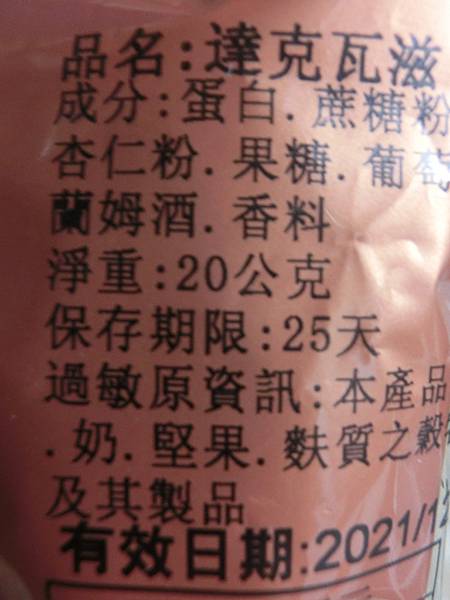 品名:達克瓦滋
成分:蛋白.蔗糖粉
杏仁粉.果糖.葡萄
蘭姆酒.香料
淨重:20公克
保存期限:25天
過敏原資訊:本產品
.奶.堅果.麩質之穀
及其製品
有效日期:2021/12